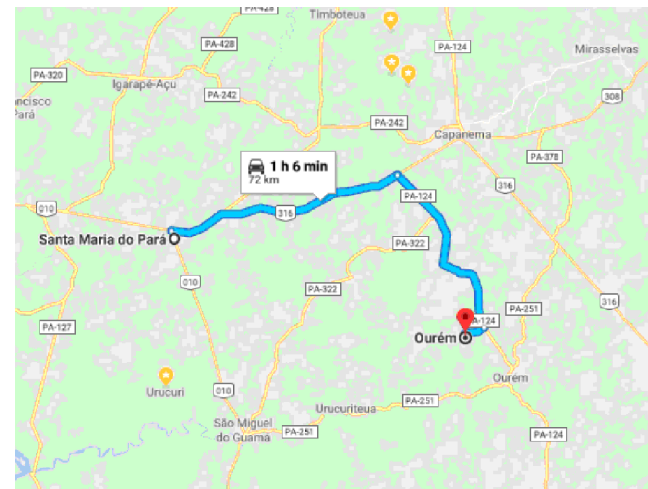 Timboteua
PA-428
PA-124
PA-428
Mirasselvas
PA-320
Igarapé-Açu
PA-242
308
ncisco
Pará
PA-242
Capanema
PA-378
1 h 6 min
72 km
316
PA-124
010
316
Santa Maria do Pará
PA-322
010
PA-322
316
PA-251
PA-127
A-124
Ourém
Ourém
Urucuri
010
PA-251
Urucuriteua
São Miguel
do Guamá
PA-251
PA-124